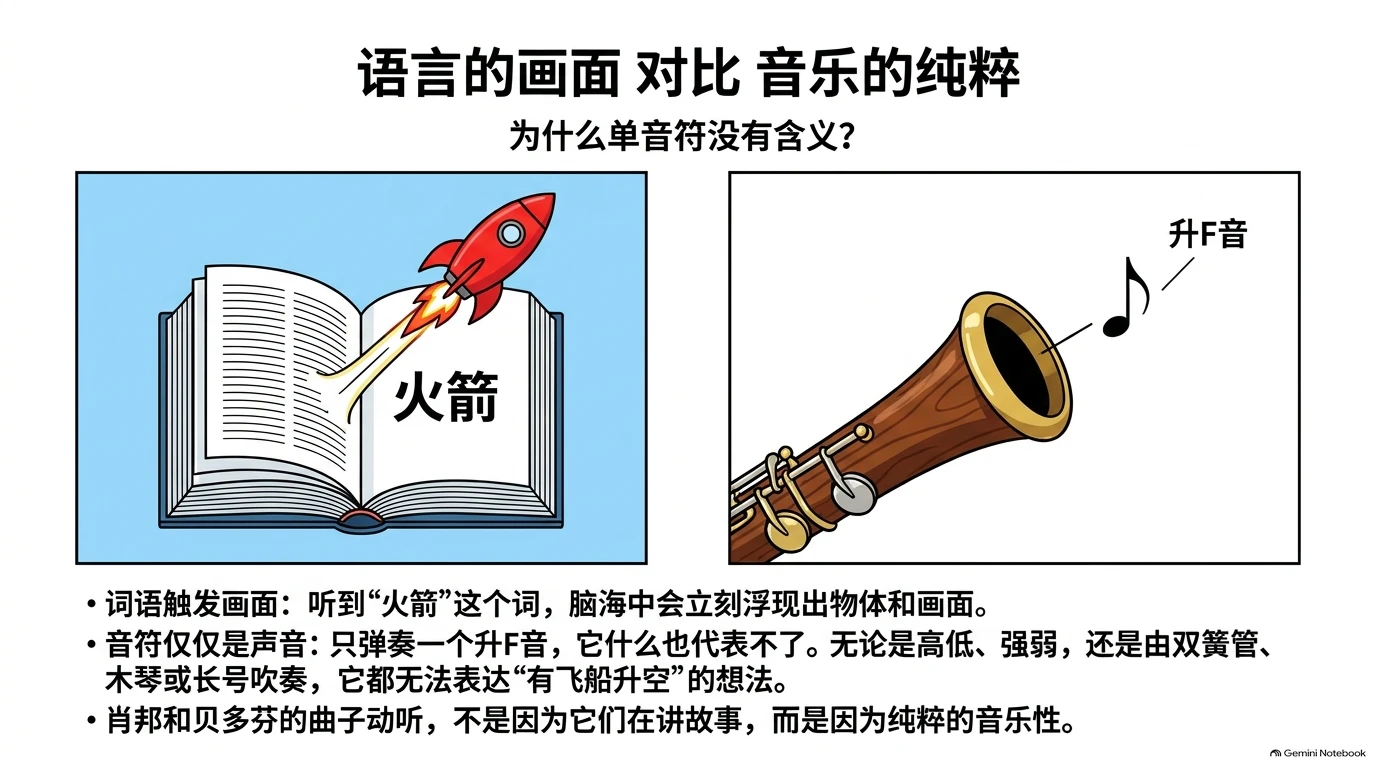 语言的画面 对比 音乐的纯粹
为什么单音符没有含义？
火箭
升F音
• 词语触发画面：听到“火箭”这个词，脑海中会立刻浮现出物体和画面。
• 音符仅仅是声音：只弹奏一个升F音，它什么也代表不了。无论是高低、强弱，还是由双簧管、
木琴或长号吹奏，它都无法表达“有飞船升空”的想法。
• 肖邦和贝多芬的曲子动听，不是因为它们在讲故事，而是因为纯粹的音乐性。
Gemini Notebook